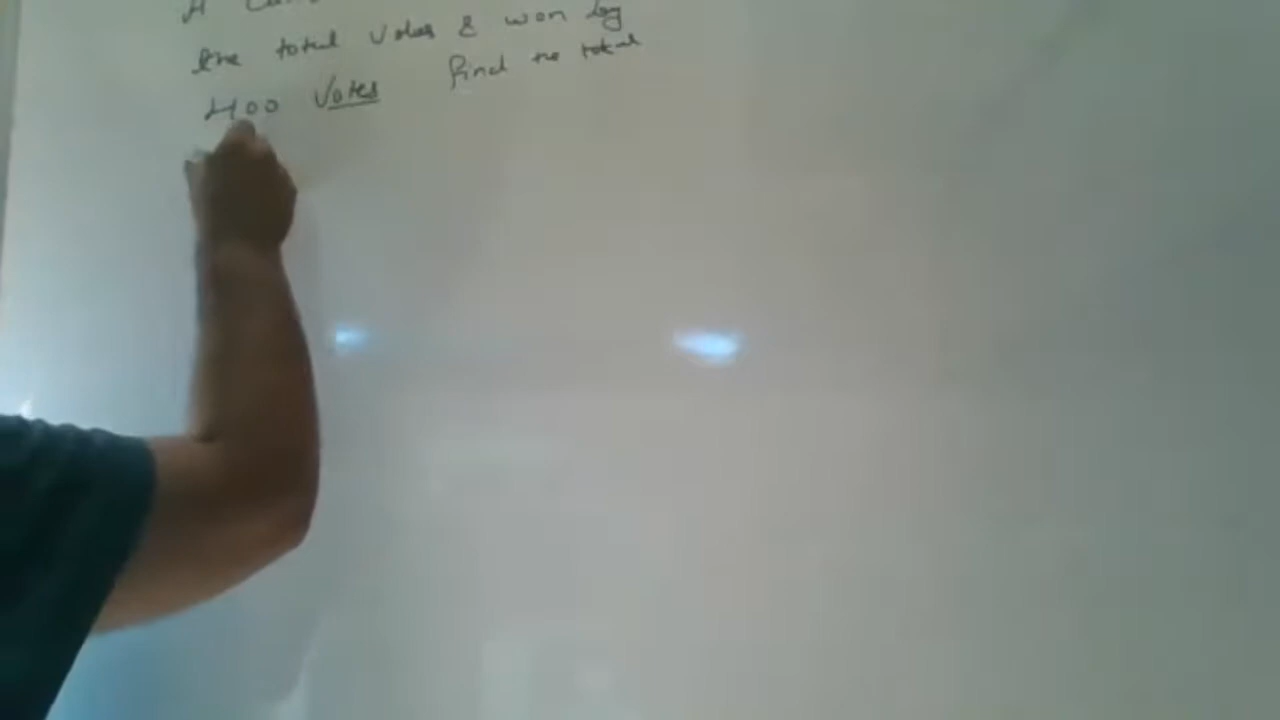 A
the total votes & won by
400 Votes find the total